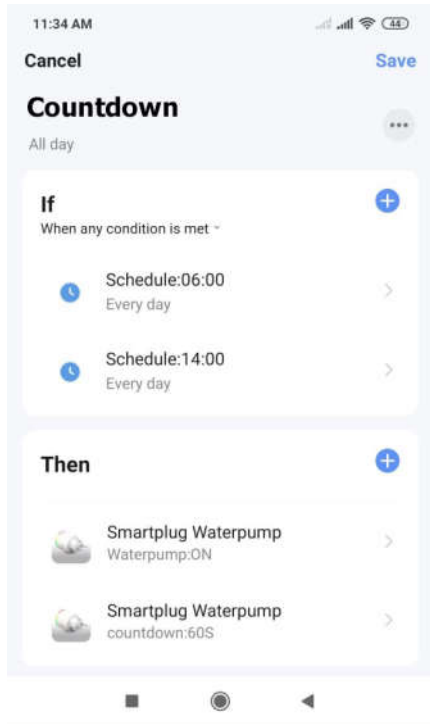 11:34 AM 44
Cancel Save
Countdown
All day
If
When any condition is met
Schedule:06:00
Every day
Schedule:14:00
Every day
Then
Smartplug Waterpump
Waterpump:ON
Smartplug Waterpump
countdown:60S